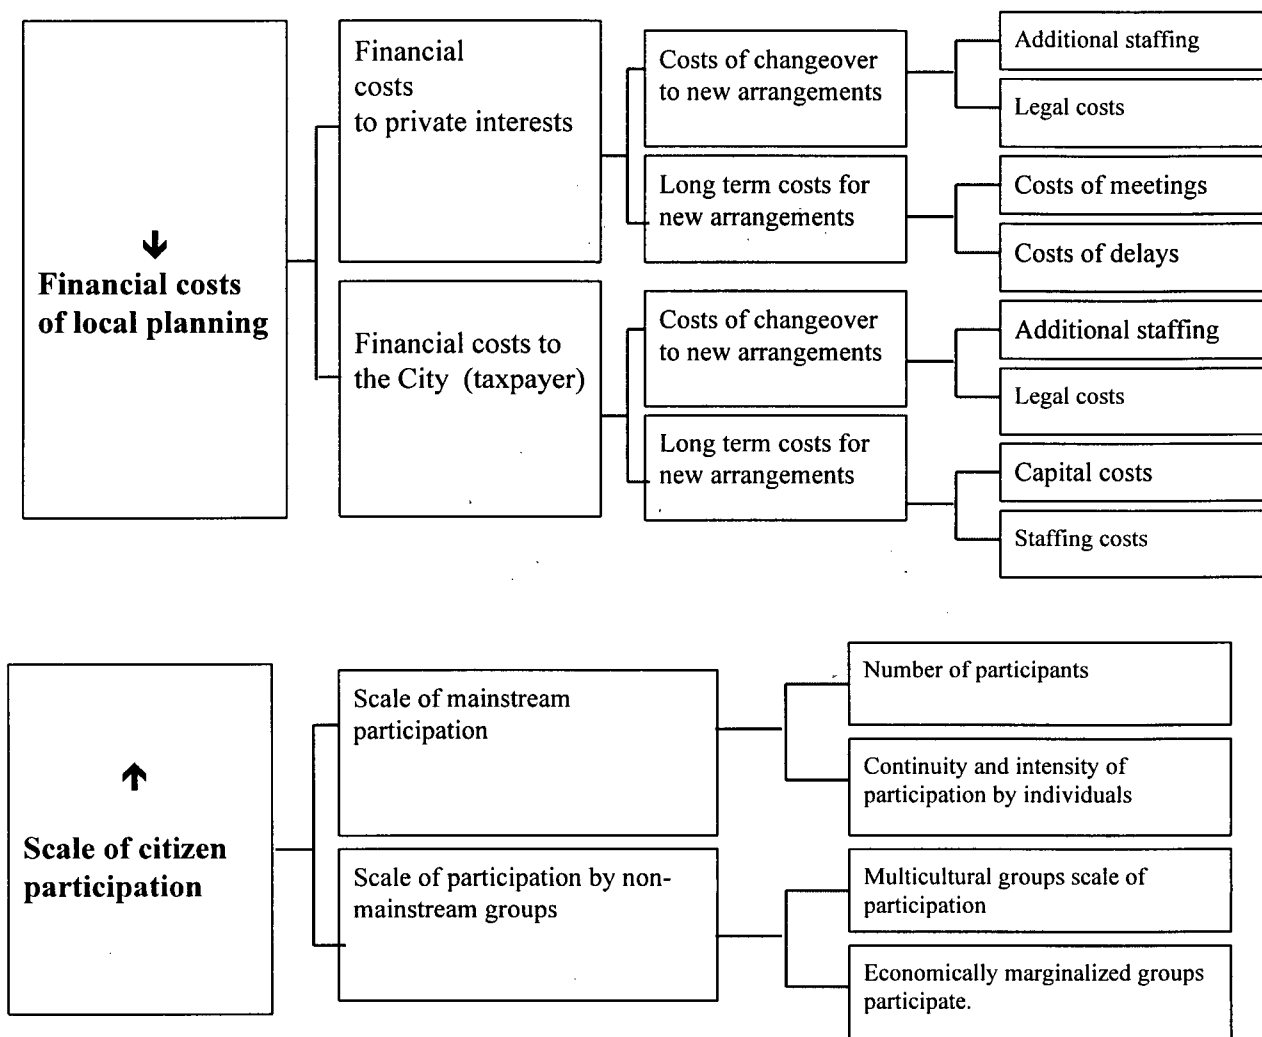 ↓
Financial costs
of local planning
Financial
costs
to private interests
Financial costs to
the City (taxpayer)
Costs of changeover
to new arrangements
Long term costs for
new arrangements
Costs of changeover
to new arrangements
Long term costs for
new arrangements
Additional staffing
Legal costs
Costs of meetings
Costs of delays
Additional staffing
Legal costs
Capital costs
Staffing costs
↑
Scale of citizen
participation
Scale of mainstream
participation
Scale of participation by non-
mainstream groups
Number of participants
Continuity and intensity of
participation by individuals
Multicultural groups scale of
participation
Economically marginalized groups
participate.